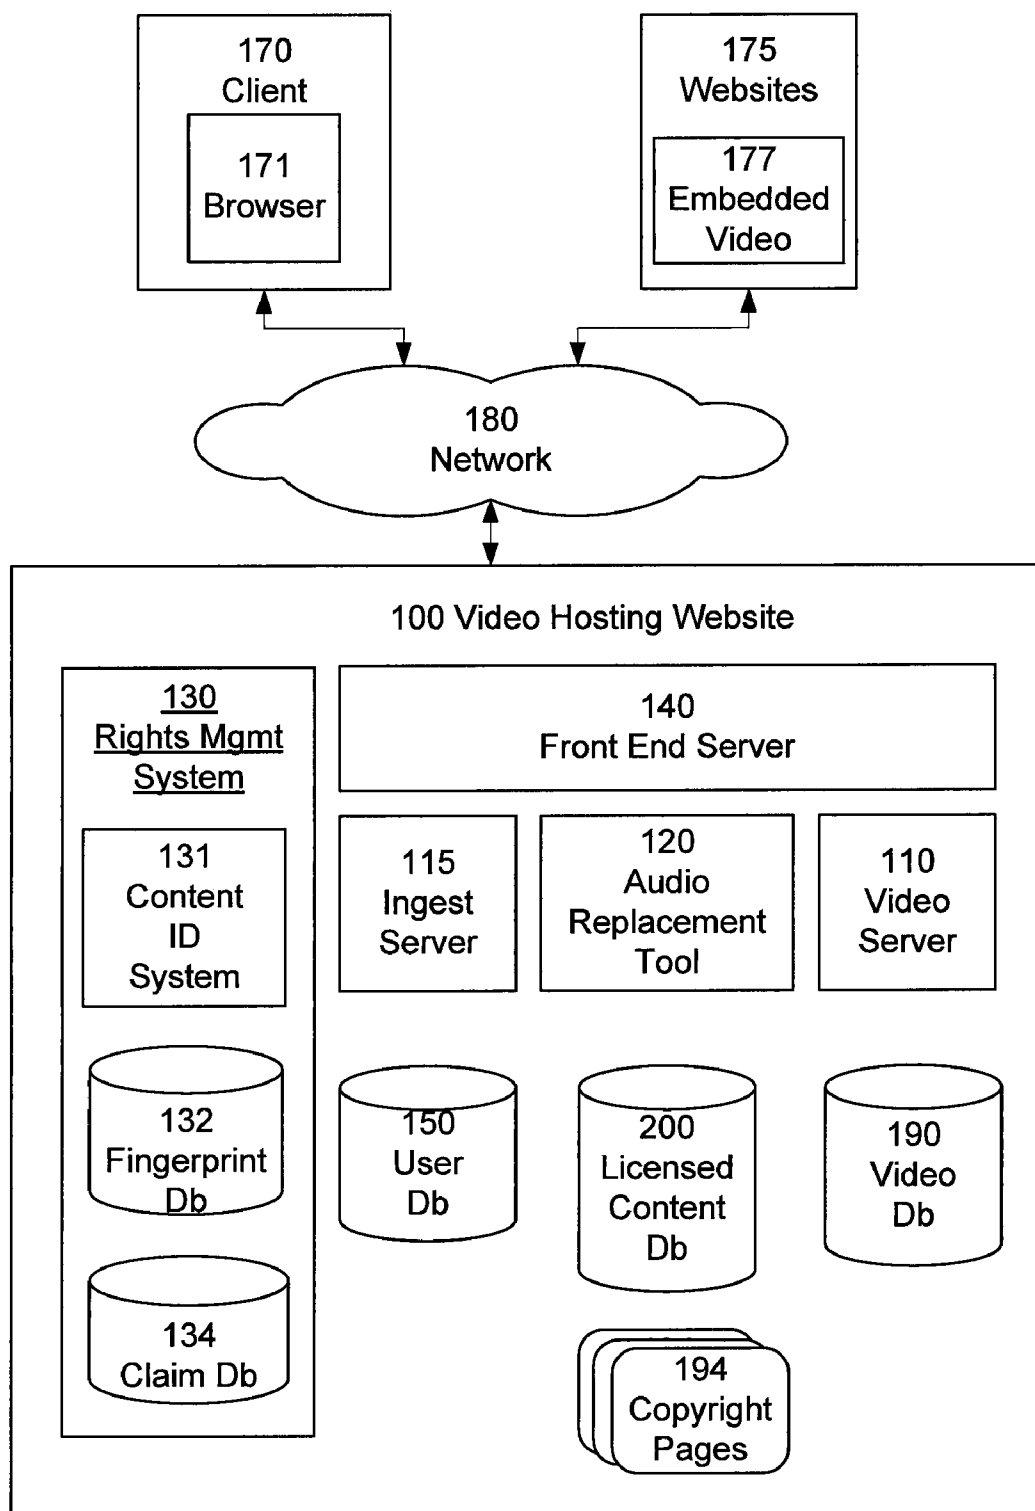 170
Client
171
Browser
175
Websites
177
Embedded
Video
180
Network
100 Video Hosting Website
130
Rights Mgmt
System
131
Content
ID
System
132
Fingerprint
Db
134
Claim Db
140
Front End Server
115
Ingest
Server
120
Audio
Replacement
Tool
110
Video
Server
150
User
Db
200
Licensed
Content
Db
190
Video
Db
194
Copyright
Pages